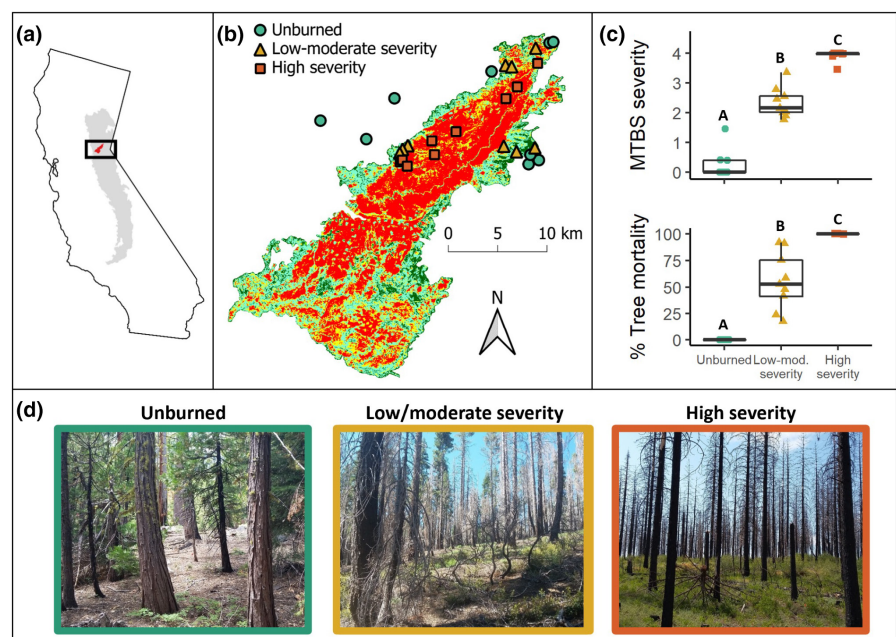 (a)
(b)
Unburned
Low-moderate severity
High severity
0 5 10 km
N
(c)
MTBS severity
4
3
2
1
0
A
B
C
% Tree mortality
100
75
50
25
0
A
B
C
Unburned
Low-mod.
severity
High
severity
(d)
Unburned
Low/moderate severity
High severity